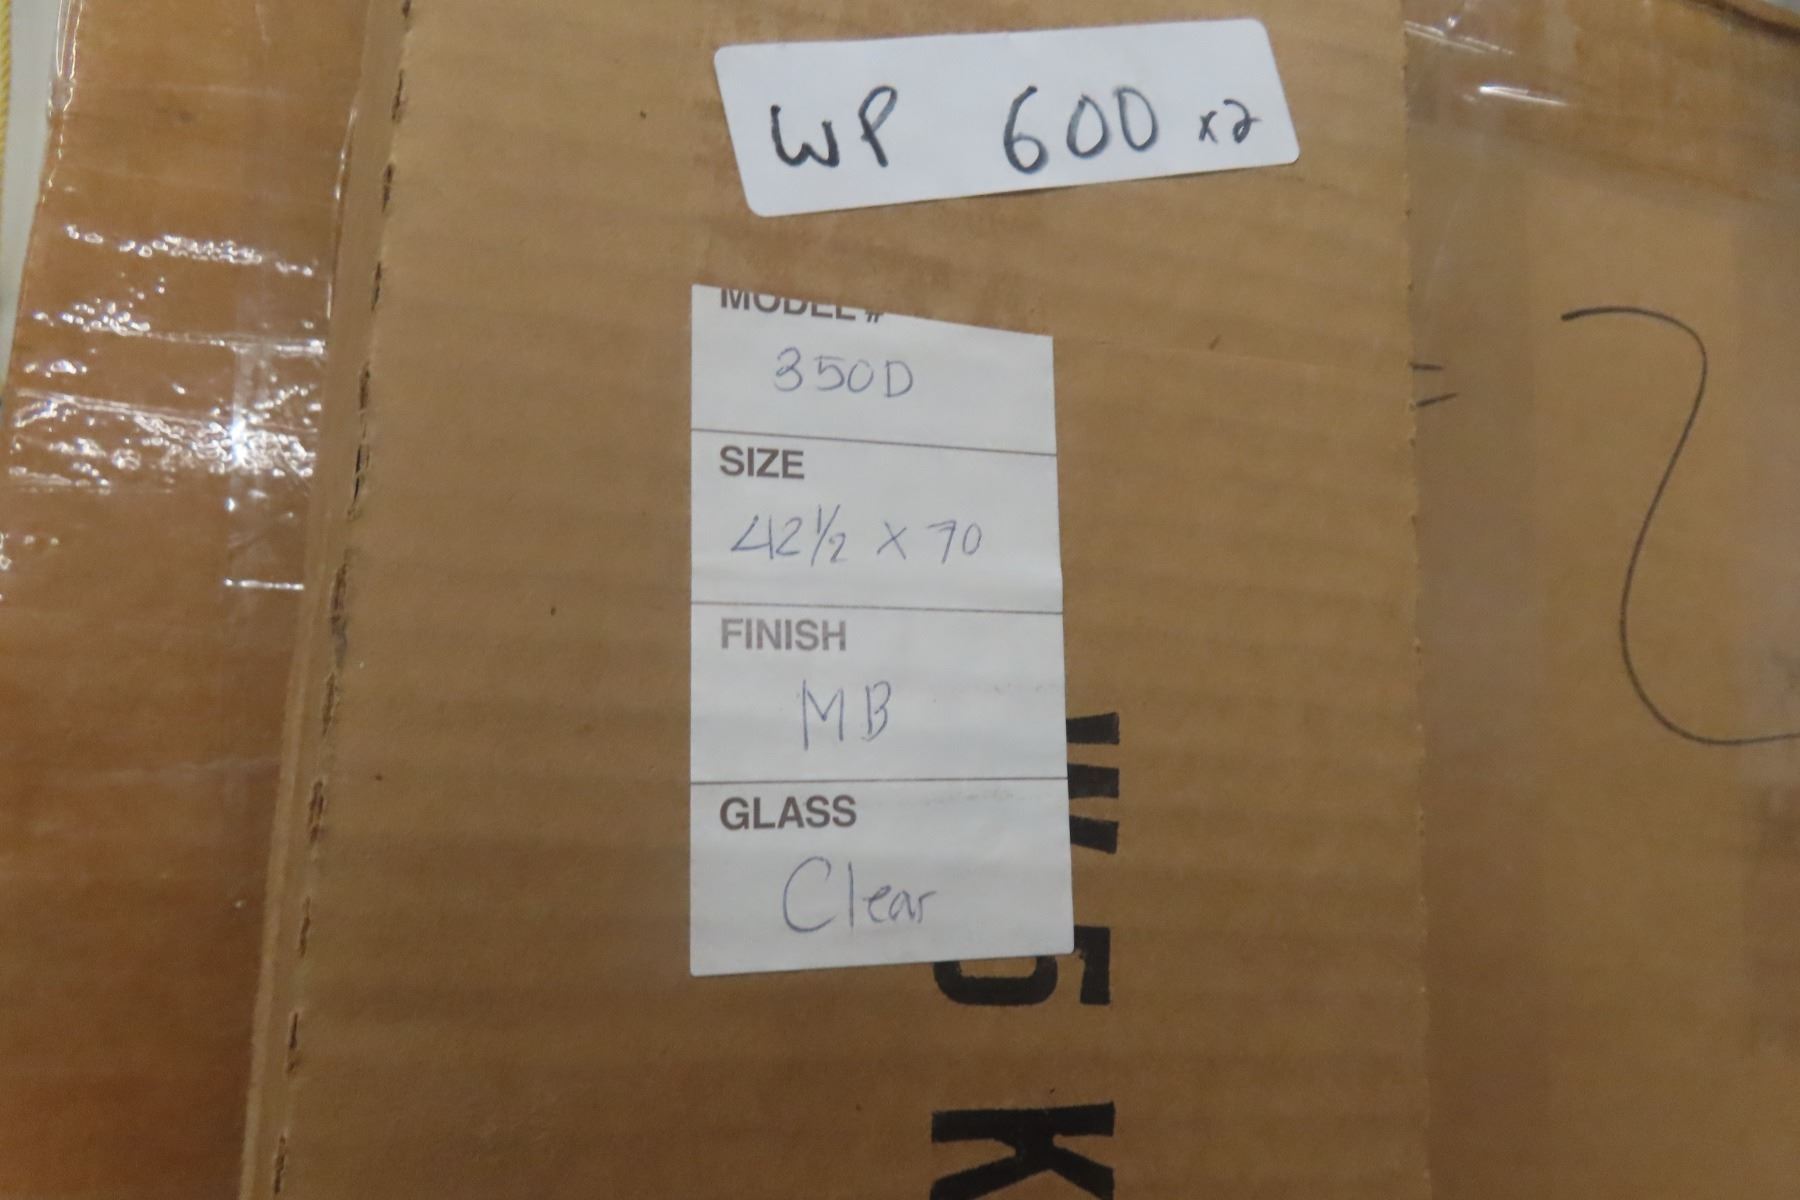 WP 600 x2
MODEL #
350D
SIZE
42½ X 70
FINISH
MB
GLASS
Clear
K